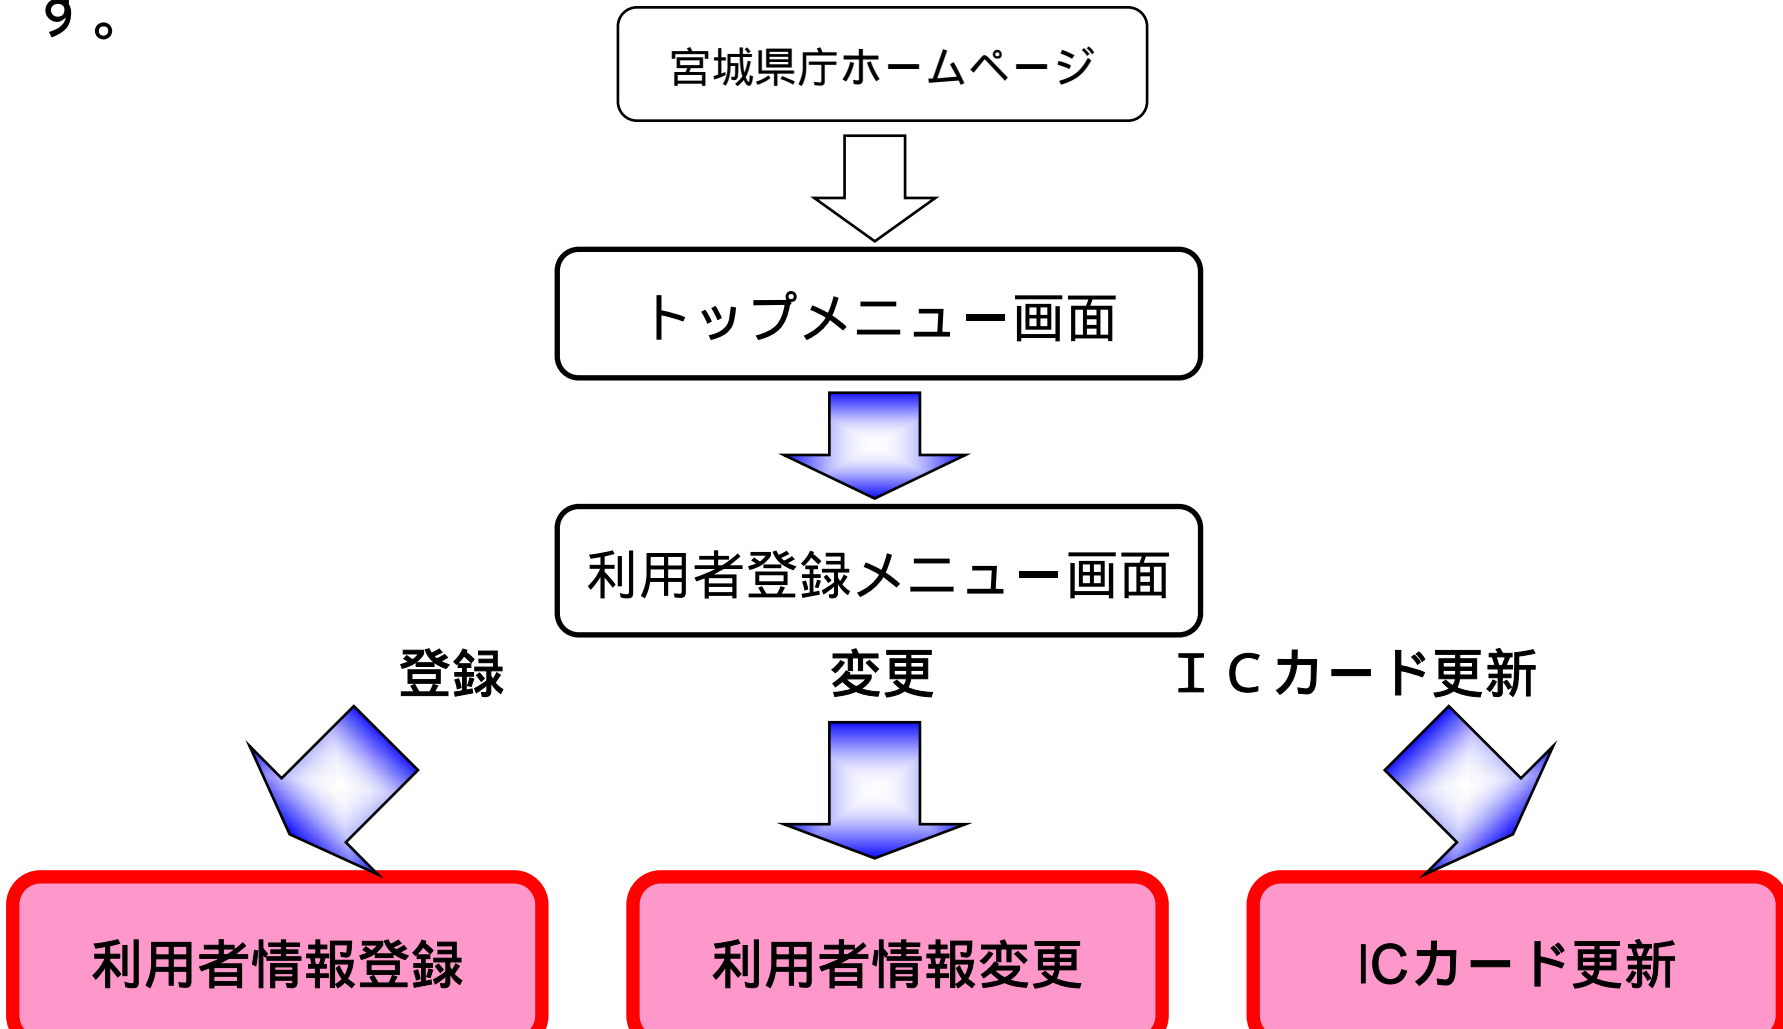 す。
宮城県庁ホームページ
トップメニュー画面
利用者登録メニュー画面
登録
変更
ＩＣカード更新
利用者情報登録
利用者情報変更
ICカード更新